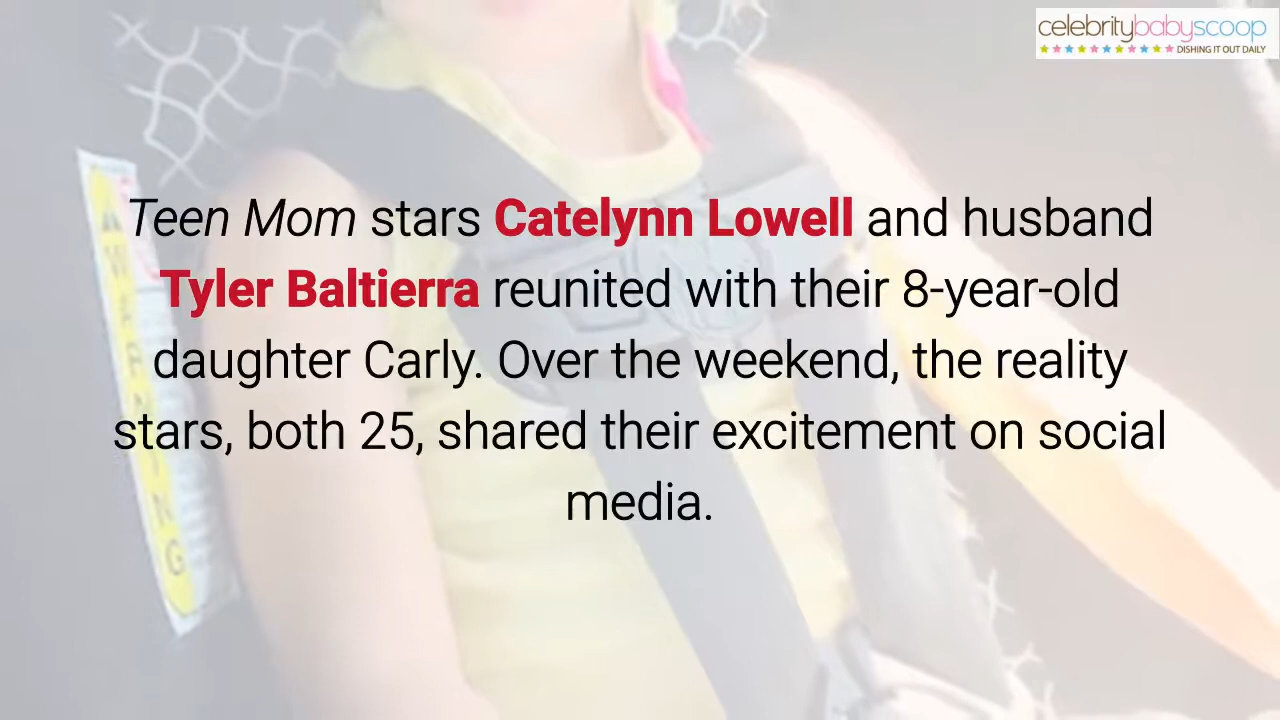 celebritybabyscoop
DISHING IT OUT DAILY
Teen Mom stars Catelynn Lowell and husband
Tyler Baltierra reunited with their 8-year-old
daughter Carly. Over the weekend, the reality
stars, both 25, shared their excitement on social
media.
WARNING